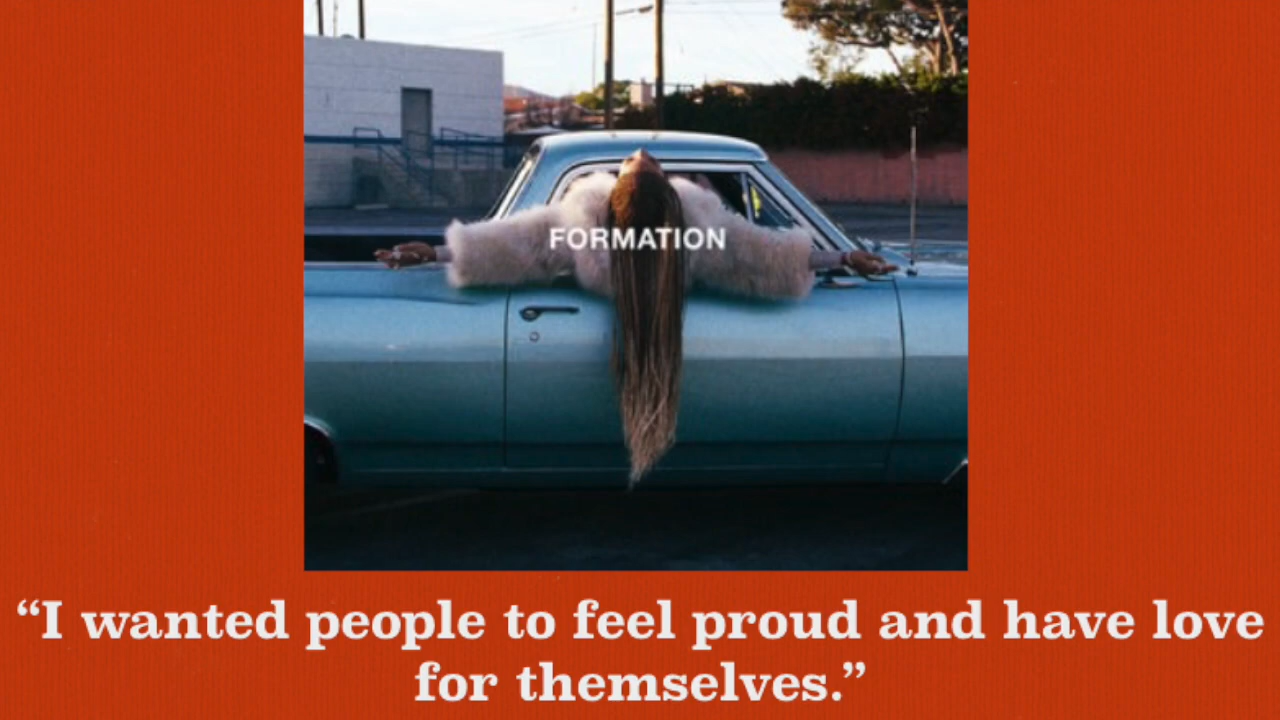 FORMATION
“I wanted people to feel proud and have love
for themselves.”